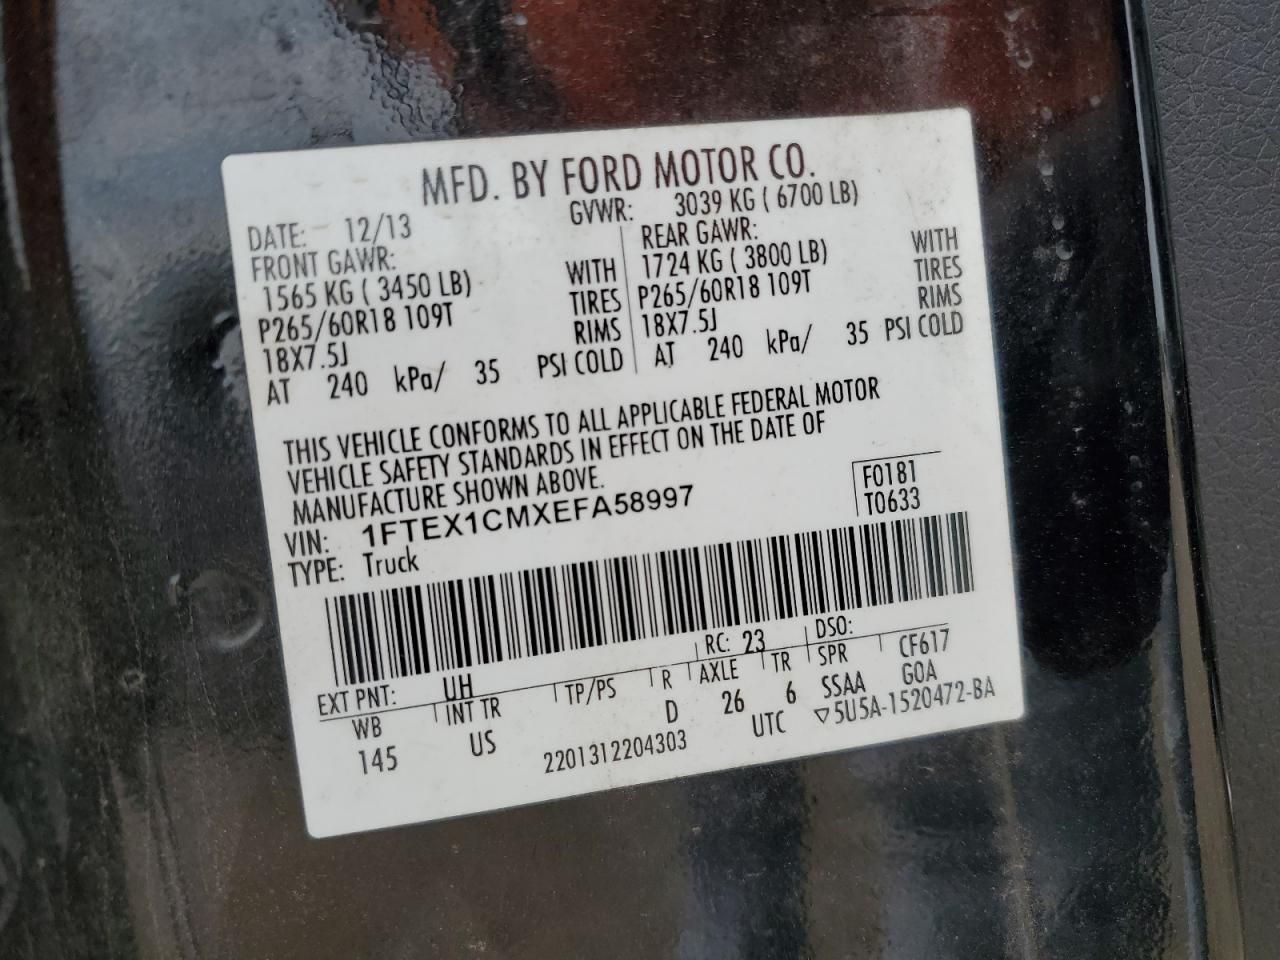 MFD. BY FORD MOTOR CO.
DATE: 12/13 GVWR: 3039 KG ( 6700 LB)
FRONT GAWR: REAR GAWR:
1565 KG ( 3450 LB) WITH 1724 KG ( 3800 LB) WITH
P265/60R18 109T TIRES P265/60R18 109T TIRES
18X7.5J RIMS 18X7.5J RIMS
AT 240 kPa/ 35 PSI COLD AT 240 kPa/ 35 PSI COLD
THIS VEHICLE CONFORMS TO ALL APPLICABLE FEDERAL MOTOR
VEHICLE SAFETY STANDARDS IN EFFECT ON THE DATE OF
MANUFACTURE SHOWN ABOVE.
VIN: 1FTEX1CMXEFA58997 F0181
TYPE: Truck T0633
EXT PNT: UH RC: 23 DSO:
WB INT TR TP/PS R AXLE TR SPR CF617
145 US D 26 6 SSAA GOA
2201312204303 UTC ▽5U5A-1520472-BA